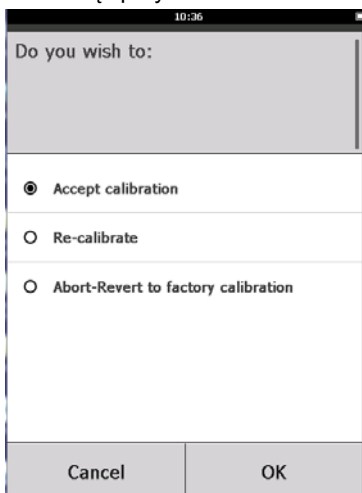 10:36
Do you wish to:
Accept calibration
Re-calibrate
Abort-Revert to factory calibration
Cancel
OK